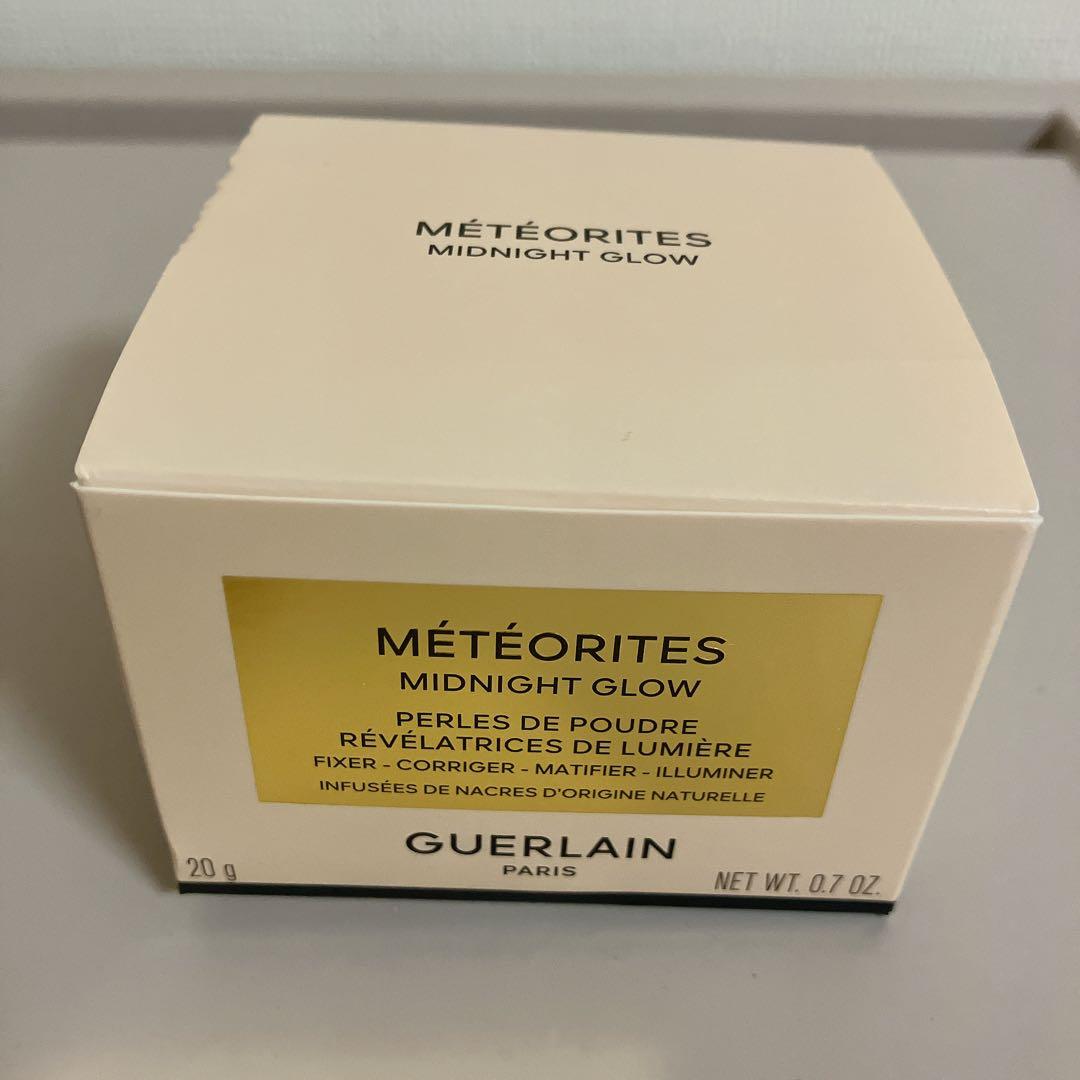 MÉTÉORITES
MIDNIGHT GLOW
MÉTÉORITES
MIDNIGHT GLOW
PERLES DE POUDRE
RÉVÉLATRICES DE LUMIÈRE
FIXER - CORRIGER - MATIFIER - ILLUMINER
INFUSÉES DE NACRES D'ORIGINE NATURELLE
GUERLAIN
PARIS
20 g
NET WT. 0.7 OZ.